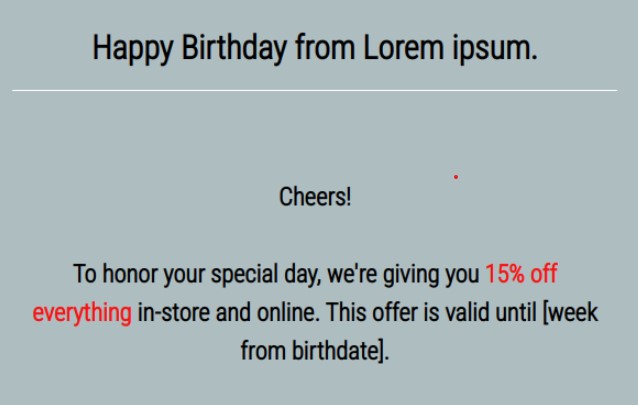 Happy Birthday from Lorem ipsum.
Cheers!
To honor your special day, we're giving you 15% off
everything in-store and online. This offer is valid until [week
from birthdate].